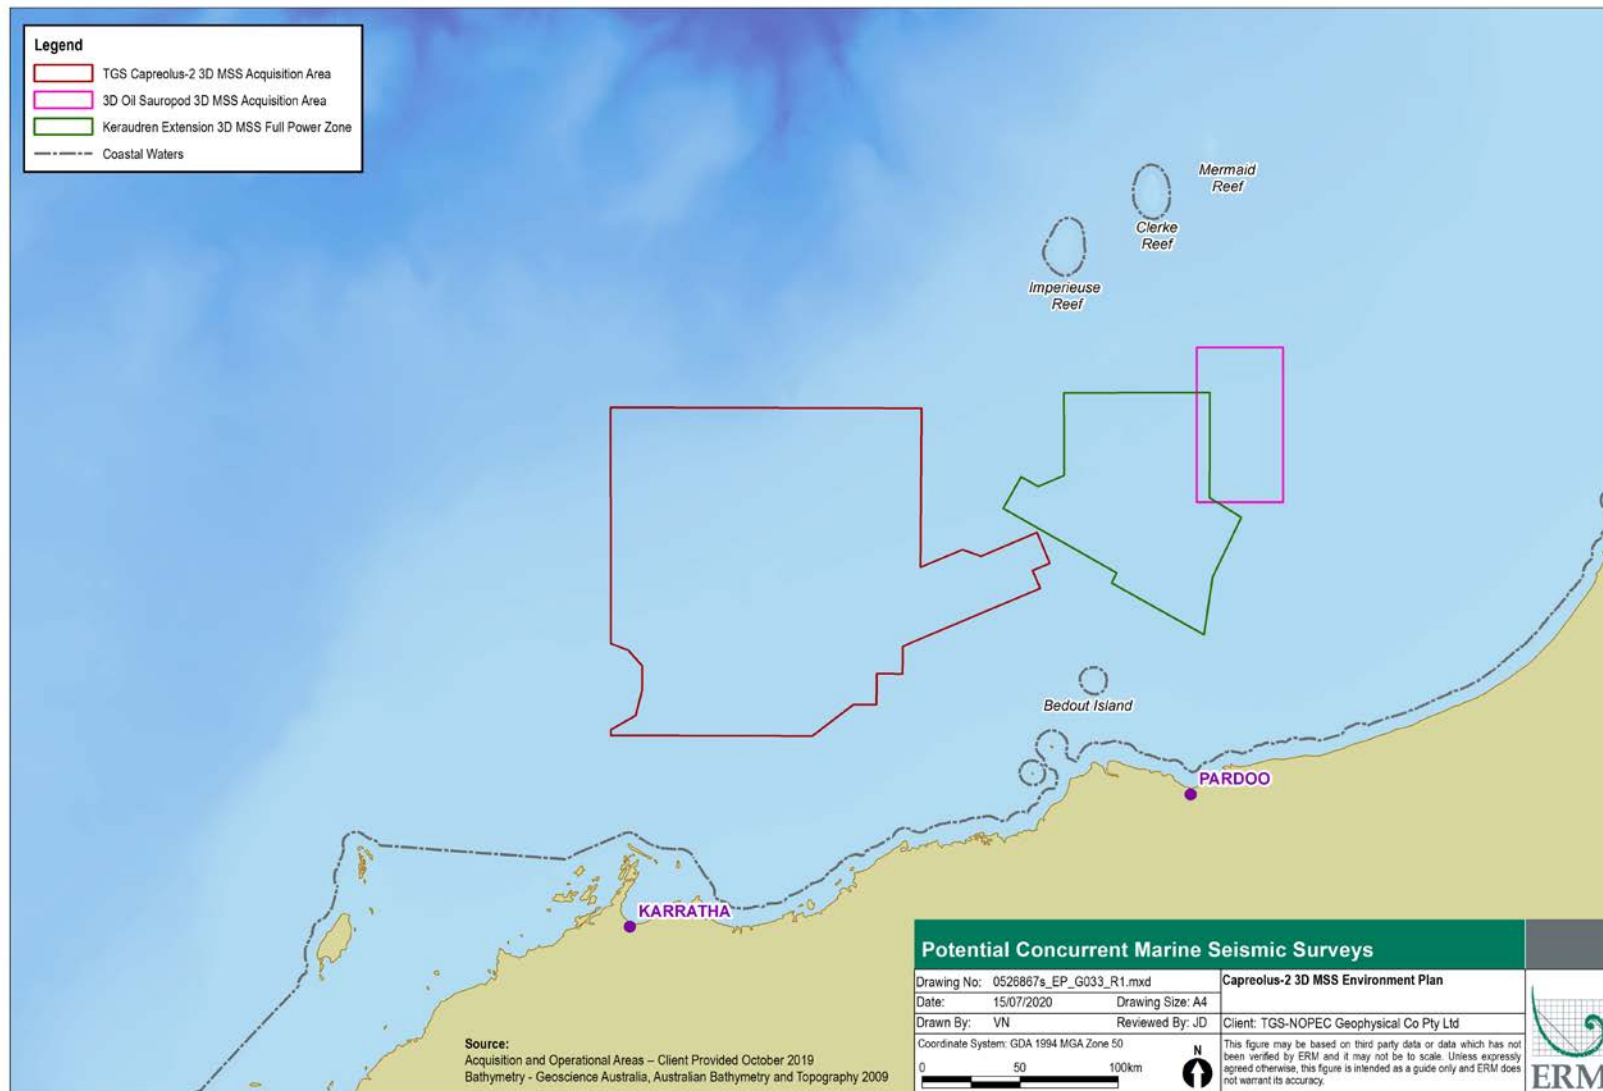 Legend
TGS Capreolus-2 3D MSS Acquisition Area
3D Oil Sauropod 3D MSS Acquisition Area
Keraudren Extension 3D MSS Full Power Zone
Coastal Waters
Mermaid
Reef
Clerke
Reef
Imperieuse
Reef
Bedout Island
PARDOO
KARRATHA
Source:
Acquisition and Operational Areas – Client Provided October 2019
Bathymetry - Geoscience Australia, Australian Bathymetry and Topography 2009
Potential Concurrent Marine Seismic Surveys
Drawing No: 0526867s_EP_G033_R1.mxd
Capreolus-2 3D MSS Environment Plan
Date: 15/07/2020 Drawing Size: A4
Drawn By: VN Reviewed By: JD
Client: TGS-NOPEC Geophysical Co Pty Ltd
Coordinate System: GDA 1994 MGA Zone 50
0 50 100km
N
This figure may be based on third party data or data which has not
been verified by ERM and it may not be to scale. Unless expressly
agreed otherwise, this figure is intended as a guide only and ERM does
not warrant its accuracy.
ERM